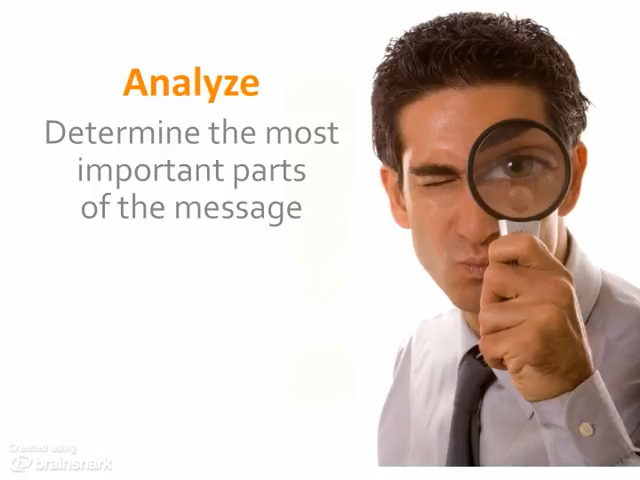 Analyze
Determine the most
important parts
of the message
Created using
brainshark